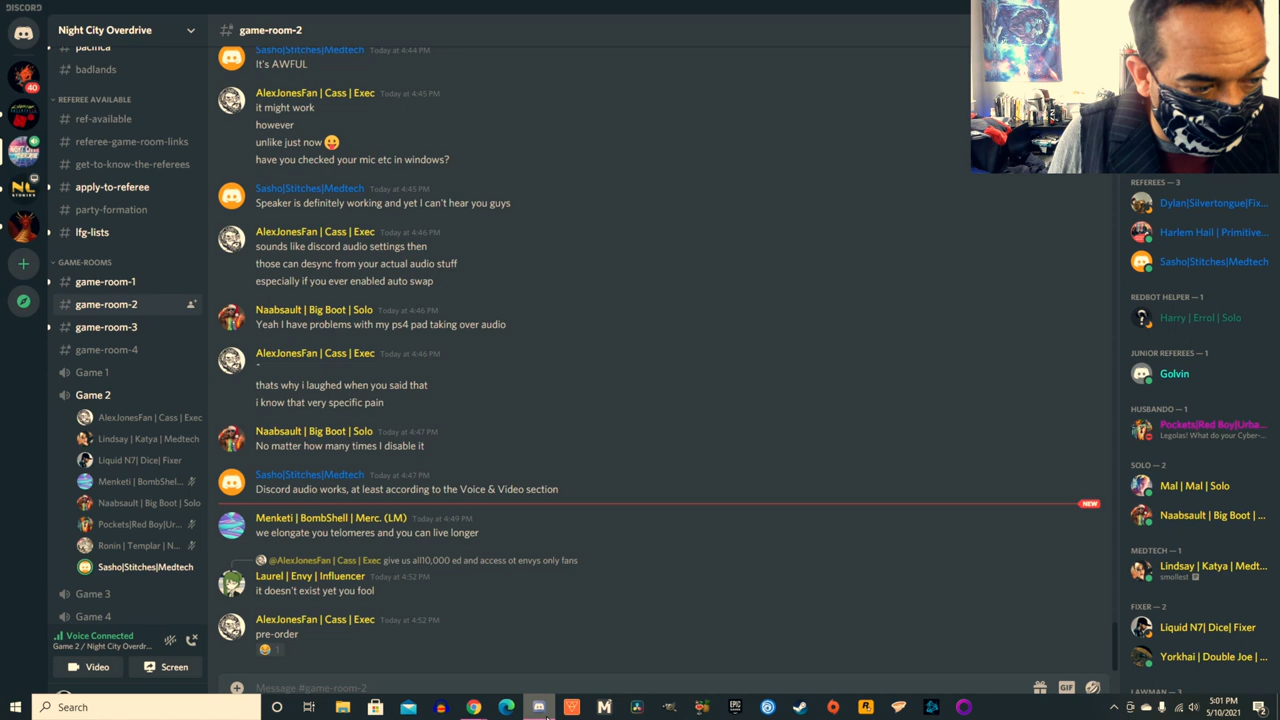 DISCORD
Night City Overdrive
pacifica
badlands
REFEREE AVAILABLE
ref-available
referee-game-room-links
get-to-know-the-referees
apply-to-referee
party-formation
lfg-lists
GAME-ROOMS
game-room-1
game-room-2
game-room-3
game-room-4
Game 1
Game 2
AlexJonesFan | Cass | Exec
Lindsay | Katya | Medtech
Liquid N7| Dice| Fixer
Menketi | BombShel...
Naabsault | Big Boot | Solo
Pockets|Red Boy|Ur...
Ronin | Templar | N...
Sasho|Stitches|Medtech
Game 3
Game 4
Voice Connected
Game 2 / Night City Overdr...
Video
Screen
40
NL
STORIES
game-room-2
Sasho|Stitches|Medtech Today at 4:44 PM
It's AWFUL
AlexJonesFan | Cass | Exec Today at 4:45 PM
it might work
however
unlike just now
have you checked your mic etc in windows?
Sasho|Stitches|Medtech Today at 4:45 PM
Speaker is definitely working and yet I can't hear you guys
AlexJonesFan | Cass | Exec Today at 4:46 PM
sounds like discord audio settings then
those can desync from your actual audio stuff
especially if you ever enabled auto swap
Naabsault | Big Boot | Solo Today at 4:46 PM
Yeah I have problems with my ps4 pad taking over audio
AlexJonesFan | Cass | Exec Today at 4:46 PM
^
thats why i laughed when you said that
i know that very specific pain
Naabsault | Big Boot | Solo Today at 4:47 PM
No matter how many times I disable it
Sasho|Stitches|Medtech Today at 4:47 PM
Discord audio works, at least according to the Voice & Video section
NEW
Menketi | BombShell | Merc. (LM) Today at 4:49 PM
we elongate you telomeres and you can live longer
@AlexJonesFan | Cass | Exec give us all10,000 ed and access ot envys only fans
Laurel | Envy | Influencer Today at 4:52 PM
it doesn't exist yet you fool
AlexJonesFan | Cass | Exec Today at 4:52 PM
pre-order
1
Message #game-room-2
GIF
REFEREES — 3
Dylan|Silvertongue|Fix...
Harlem Hail | Primitive...
Sasho|Stitches|Medtech
REDBOT HELPER — 1
Harry | Errol | Solo
JUNIOR REFEREES — 1
Golvin
HUSBANDO — 1
Pockets|Red Boy|Urba...
Legolas! What do your Cyber-...
SOLO — 2
Mal | Mal | Solo
Naabsault | Big Boot | ...
MEDTECH — 1
Lindsay | Katya | Medt...
smollest
FIXER — 2
Liquid N7| Dice| Fixer
Yorkhai | Double Joe | ...
LAWMAN — 1
Search
EPIC
5:01 PM
5/10/2021
2